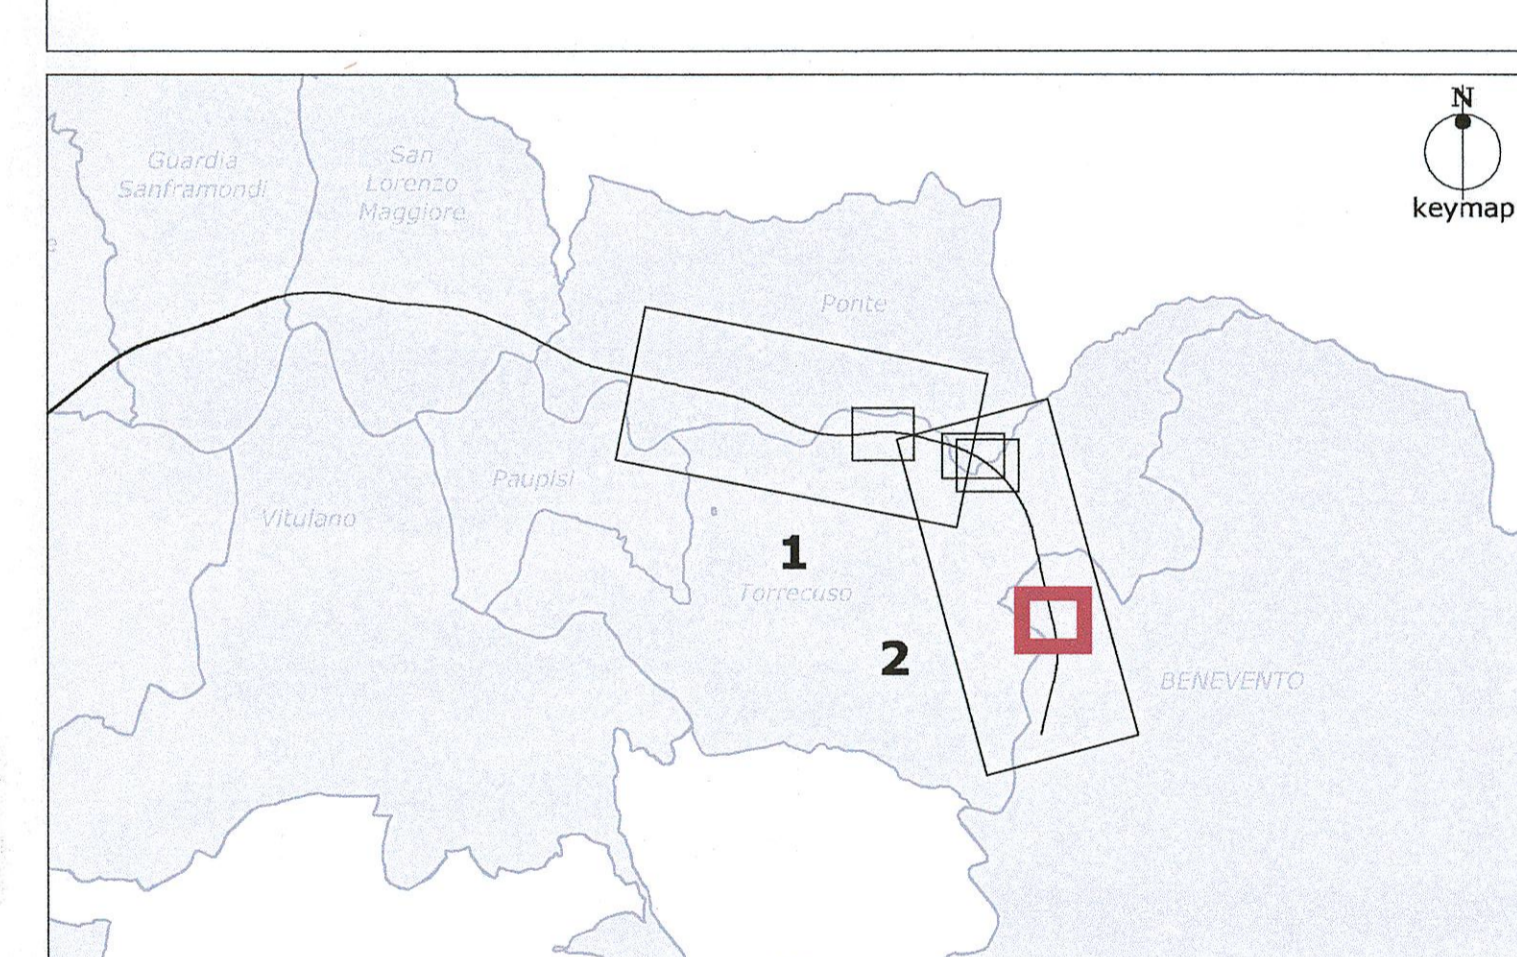 N
keymap
Guardia
Sanframondi
San
Lorenzo
Maggiore
e
Ponte
Paupisi
Vitulano
1
Torrecuso
2
BENEVENTO